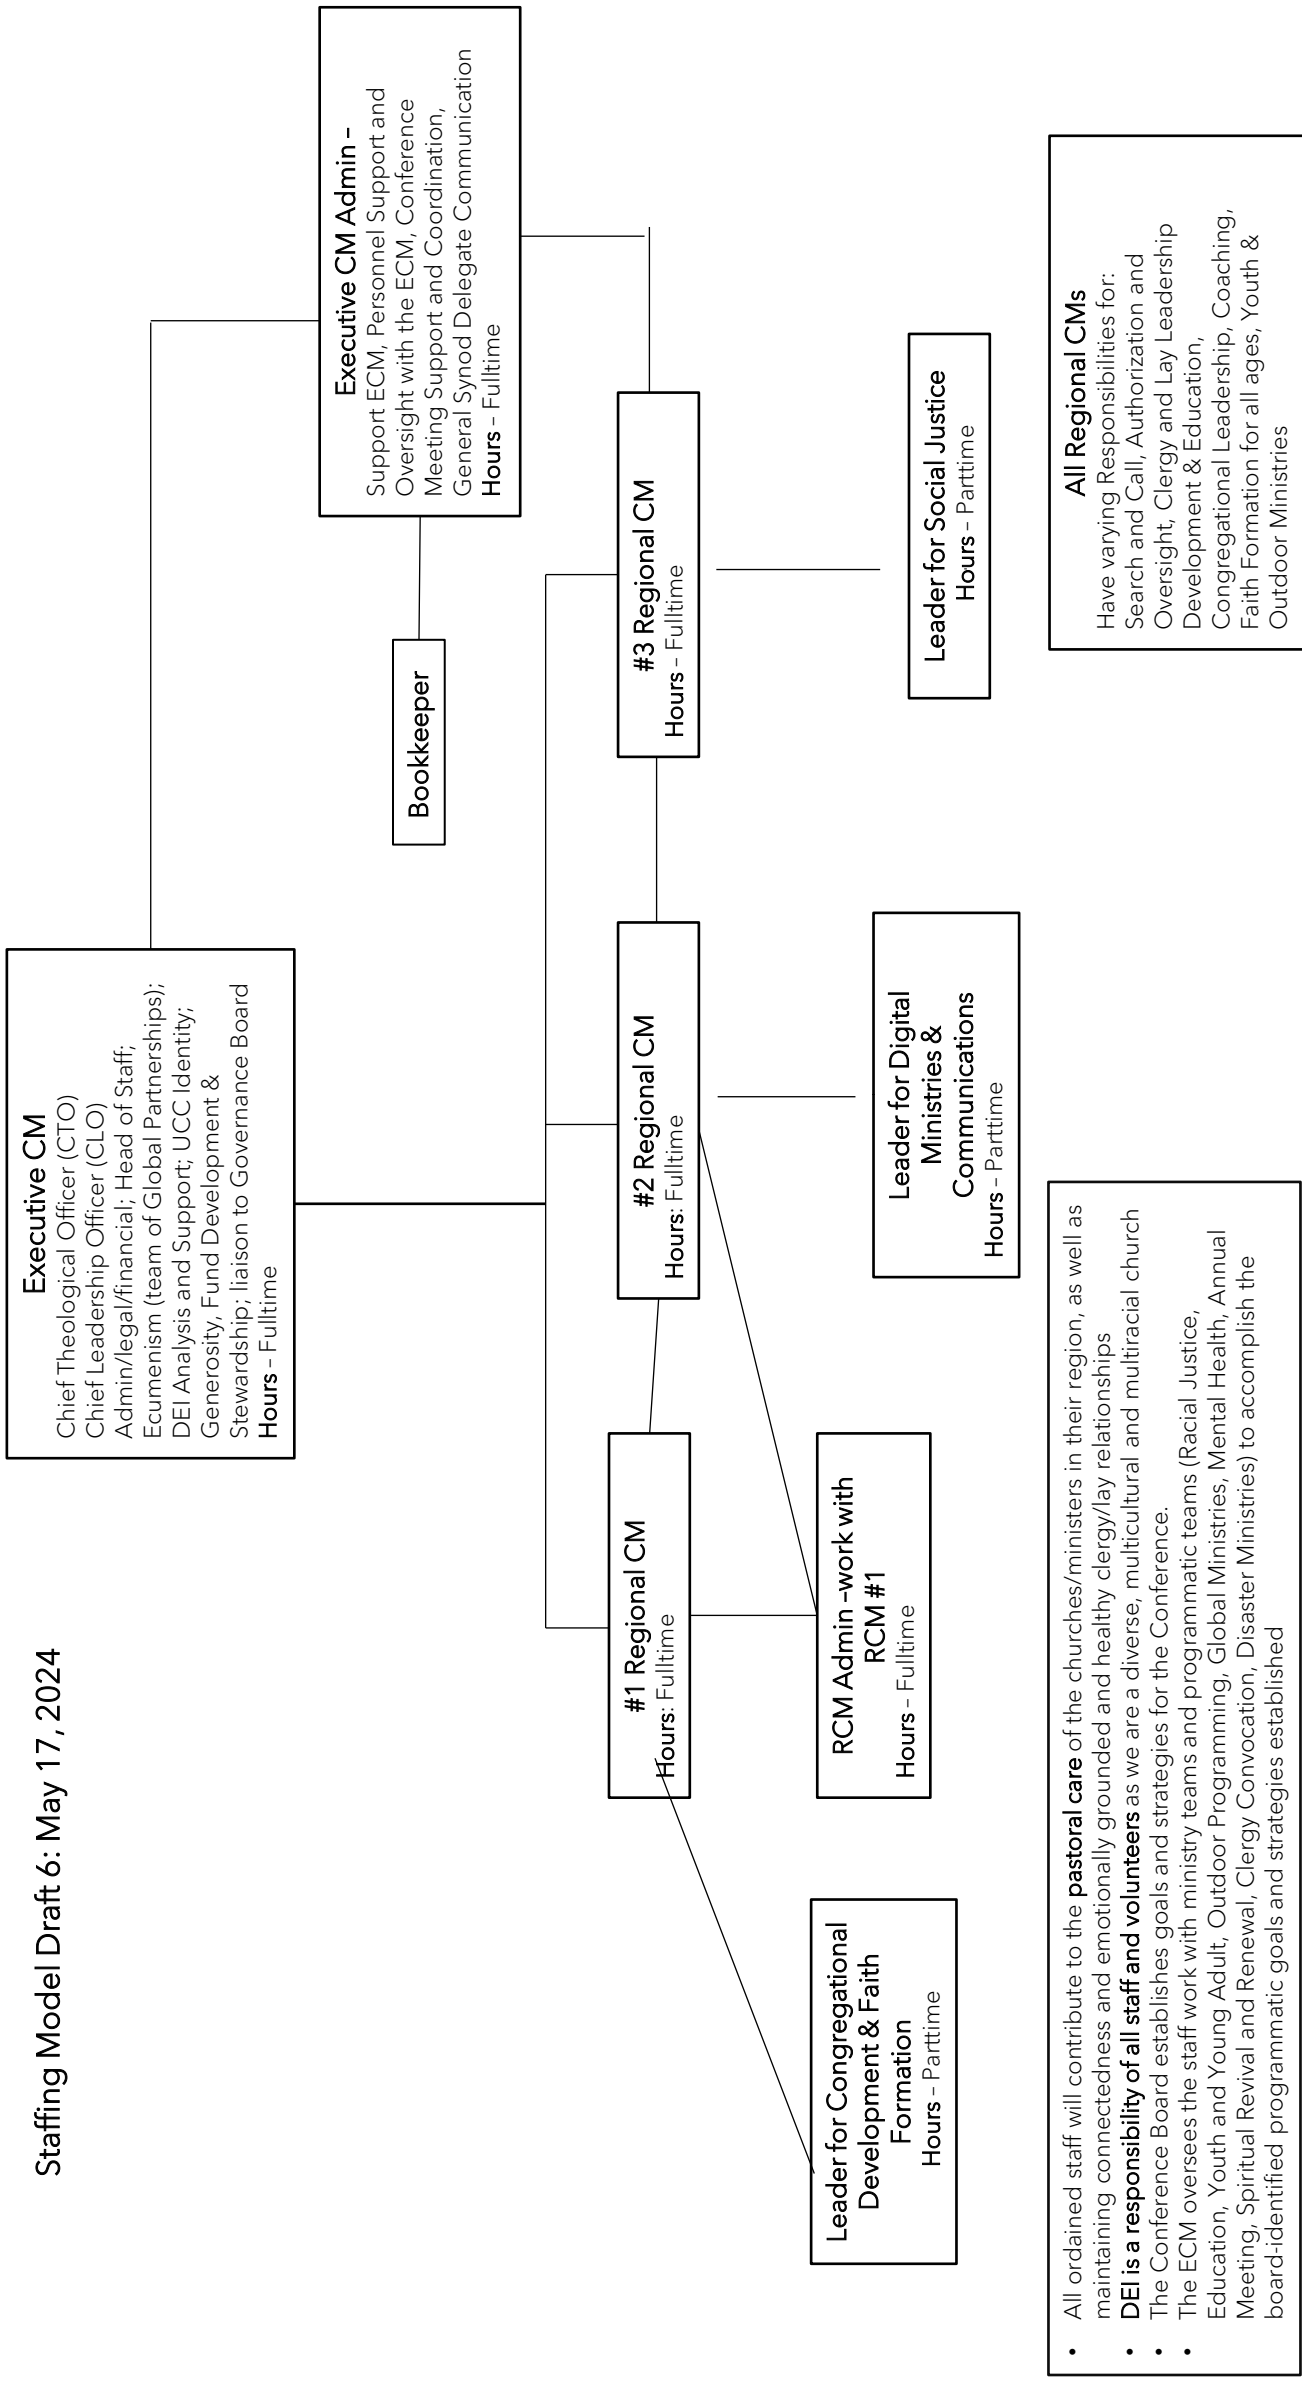 Staffing Model Draft 6: May 17, 2024
Executive CM
Chief Theological Officer (CTO)
Chief Leadership Officer (CLO)
Admin/legal/financial; Head of Staff;
Ecumenism (team of Global Partnerships);
DEI Analysis and Support; UCC Identity;
Generosity, Fund Development &
Stewardship; liaison to Governance Board
Hours – Fulltime
Executive CM Admin –
Support ECM, Personnel Support and
Oversight with the ECM, Conference
Meeting Support and Coordination,
General Synod Delegate Communication
Hours – Fulltime
Bookkeeper
#1 Regional CM
Hours: Fulltime
#2 Regional CM
Hours: Fulltime
#3 Regional CM
Hours – Fulltime
Leader for Congregational
Development & Faith
Formation
Hours – Parttime
RCM Admin –work with
RCM #1
Hours – Fulltime
Leader for Digital
Ministries &
Communications
Hours – Parttime
Leader for Social Justice
Hours – Parttime
• All ordained staff will contribute to the pastoral care of the churches/ministers in their region, as well as
maintaining connectedness and emotionally grounded and healthy clergy/lay relationships
• DEI is a responsibility of all staff and volunteers as we are a diverse, multicultural and multiracial church
• The Conference Board establishes goals and strategies for the Conference.
• The ECM oversees the staff work with ministry teams and programmatic teams (Racial Justice,
Education, Youth and Young Adult, Outdoor Programming, Global Ministries, Mental Health, Annual
Meeting, Spiritual Revival and Renewal, Clergy Convocation, Disaster Ministries) to accomplish the
board-identified programmatic goals and strategies established
All Regional CMs
Have varying Responsibilities for:
Search and Call, Authorization and
Oversight, Clergy and Lay Leadership
Development & Education,
Congregational Leadership, Coaching,
Faith Formation for all ages, Youth &
Outdoor Ministries